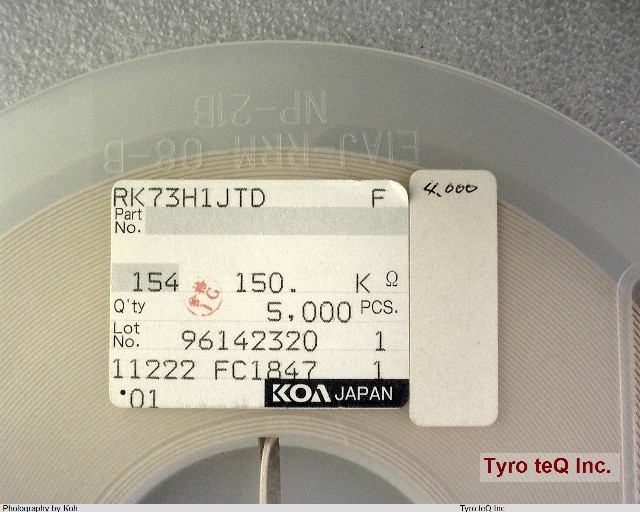 NP-21B
EIAJ RRM 08-B
RK73H1JTD F
Part
No.
154 150. K Ω
Q'ty 5,000 PCS.
Lot
No. 96142320 1
11222 FC1847 1
'01 KOA JAPAN
4,000
Tyro teQ Inc.
Photography by Koh Tyro teQ Inc